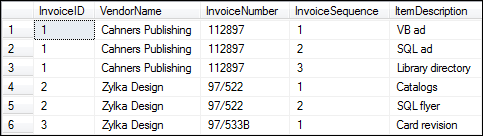 InvoiceID VendorName InvoiceNumber InvoiceSequence ItemDescription
1 1 Cahners Publishing 112897 1 VB ad
2 1 Cahners Publishing 112897 2 SQL ad
3 1 Cahners Publishing 112897 3 Library directory
4 2 Zylka Design 97/522 1 Catalogs
5 2 Zylka Design 97/522 2 SQL flyer
6 3 Zylka Design 97/533B 1 Card revision